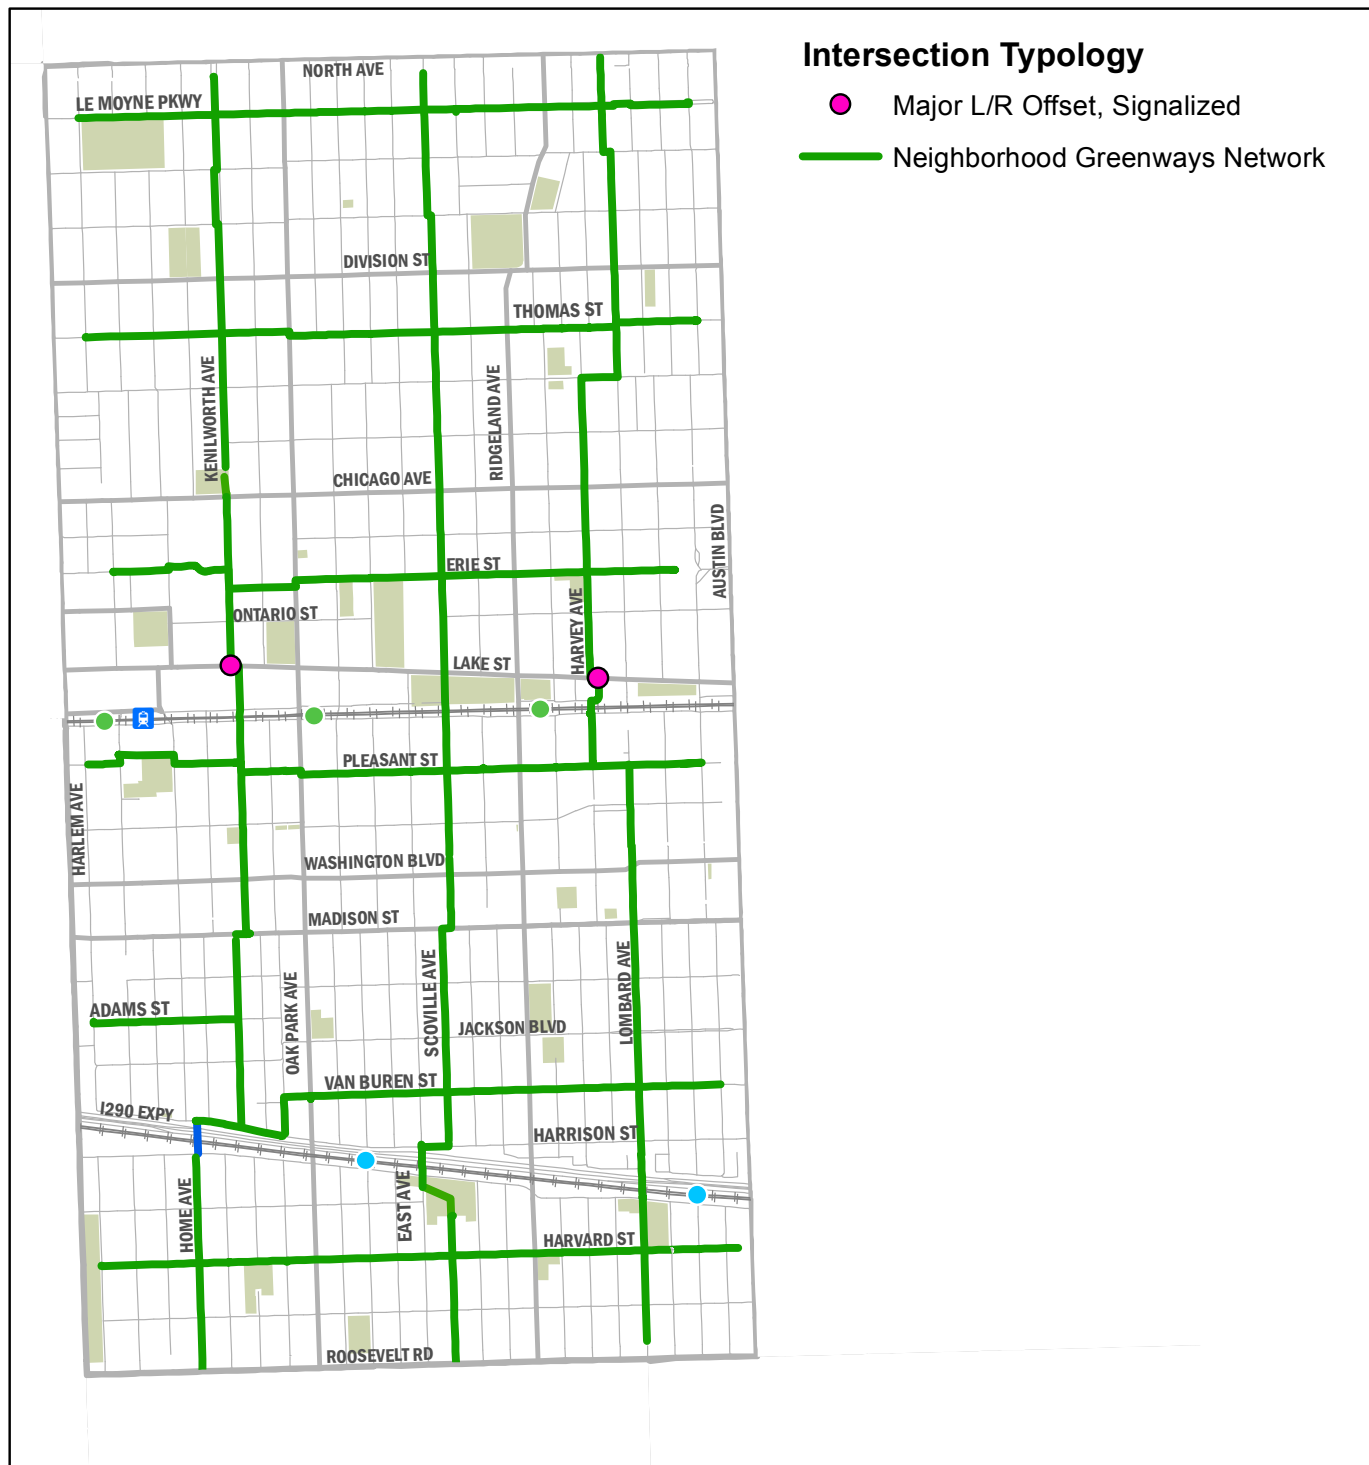 Intersection Typology
Major L/R Offset, Signalized
Neighborhood Greenways Network
NORTH AVE
LE MOYNE PKWY
DIVISION ST
THOMAS ST
KENILWORTH AVE
RIDGELAND AVE
CHICAGO AVE
AUSTIN BLVD
ERIE ST
HARVEY AVE
ONTARIO ST
LAKE ST
PLEASANT ST
HARLEM AVE
WASHINGTON BLVD
MADISON ST
SCOVILLE AVE
LOMBARD AVE
OAK PARK AVE
ADAMS ST
JACKSON BLVD
VAN BUREN ST
I290 EXPY
HARRISON ST
EAST AVE
HOME AVE
HARVARD ST
ROOSEVELT RD